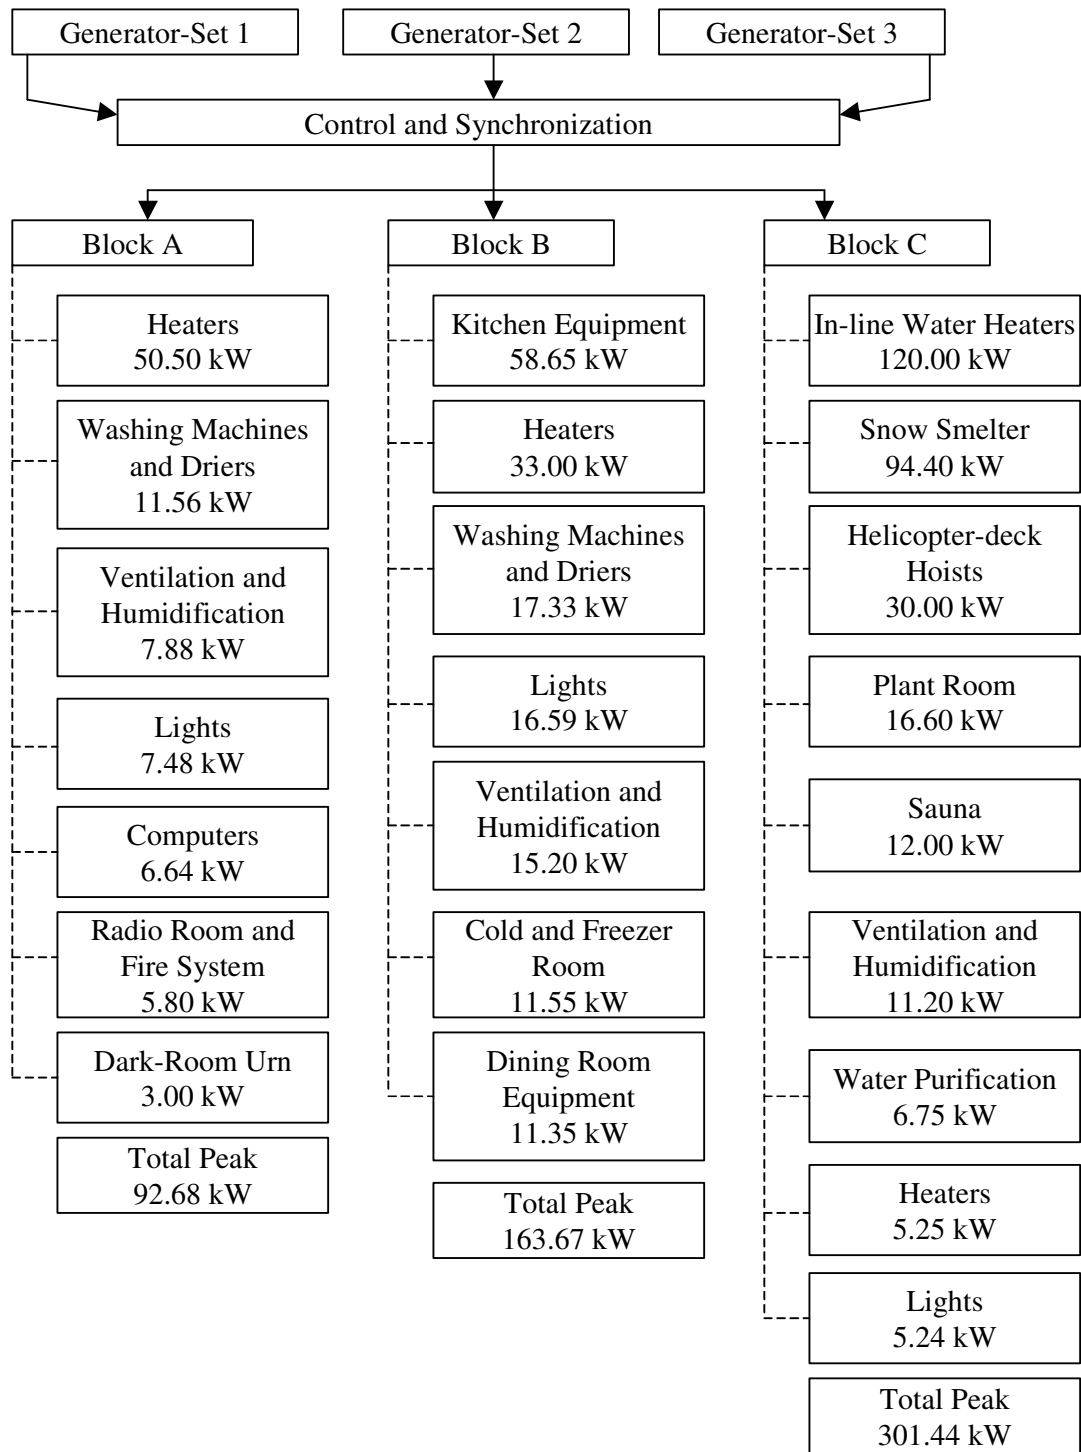 Generator-Set 1
Generator-Set 2
Generator-Set 3
Control and Synchronization
Block A
Heaters
50.50 kW
Washing Machines
and Driers
11.56 kW
Ventilation and
Humidification
7.88 kW
Lights
7.48 kW
Computers
6.64 kW
Radio Room and
Fire System
5.80 kW
Dark-Room Urn
3.00 kW
Total Peak
92.68 kW
Block B
Kitchen Equipment
58.65 kW
Heaters
33.00 kW
Washing Machines
and Driers
17.33 kW
Lights
16.59 kW
Ventilation and
Humidification
15.20 kW
Cold and Freezer
Room
11.55 kW
Dining Room
Equipment
11.35 kW
Total Peak
163.67 kW
Block C
In-line Water Heaters
120.00 kW
Snow Smelter
94.40 kW
Helicopter-deck
Hoists
30.00 kW
Plant Room
16.60 kW
Sauna
12.00 kW
Ventilation and
Humidification
11.20 kW
Water Purification
6.75 kW
Heaters
5.25 kW
Lights
5.24 kW
Total Peak
301.44 kW